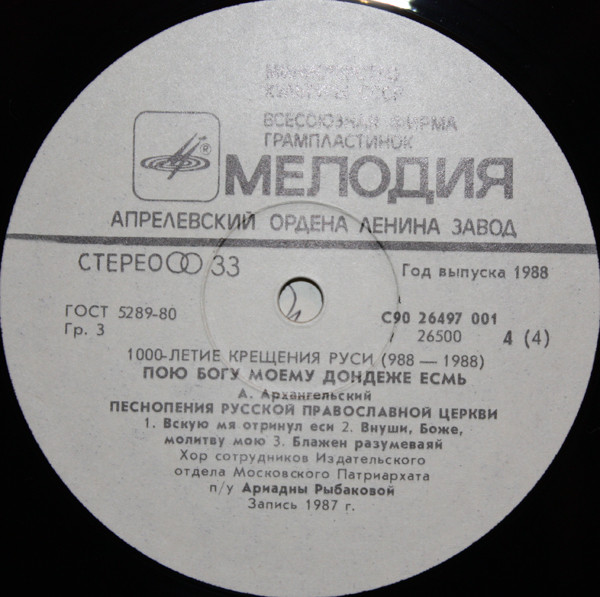 МИНИСТЕРСТВО
КУЛЬТУРЫ СССР
ВСЕСОЮЗНАЯ ФИРМА
ГРАМПЛАСТИНОК
®
МЕЛОДИЯ
АПРЕЛЕВСКИЙ ОРДЕНА ЛЕНИНА ЗАВОД
СТЕРЕО 33
Год выпуска 1988
ГОСТ 5289-80
Гр. 3
С90 26497 001
26500 4 (4)
1000-ЛЕТИЕ КРЕЩЕНИЯ РУСИ (988 — 1988)
ПОЮ БОГУ МОЕМУ ДОНДЕЖЕ ЕСМЬ
А. Архангельский
ПЕСНОПЕНИЯ РУССКОЙ ПРАВОСЛАВНОЙ ЦЕРКВИ
1. Вскую мя отринул еси 2. Внуши, Боже,
молитву мою 3. Блажен разумеваяй
Хор сотрудников Издательского
отдела Московского Патриархата
п/у Ариадны Рыбаковой
Запись 1987 г.